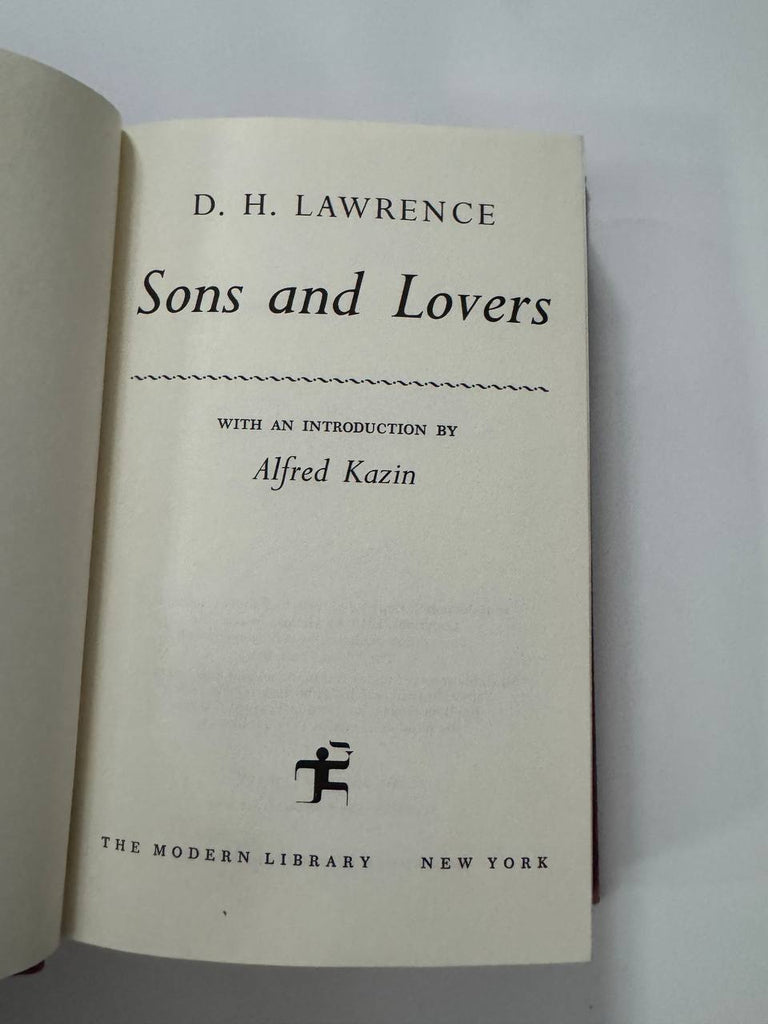 D. H. LAWRENCE
Sons and Lovers
WITH AN INTRODUCTION BY
Alfred Kazin
THE MODERN LIBRARY NEW YORK